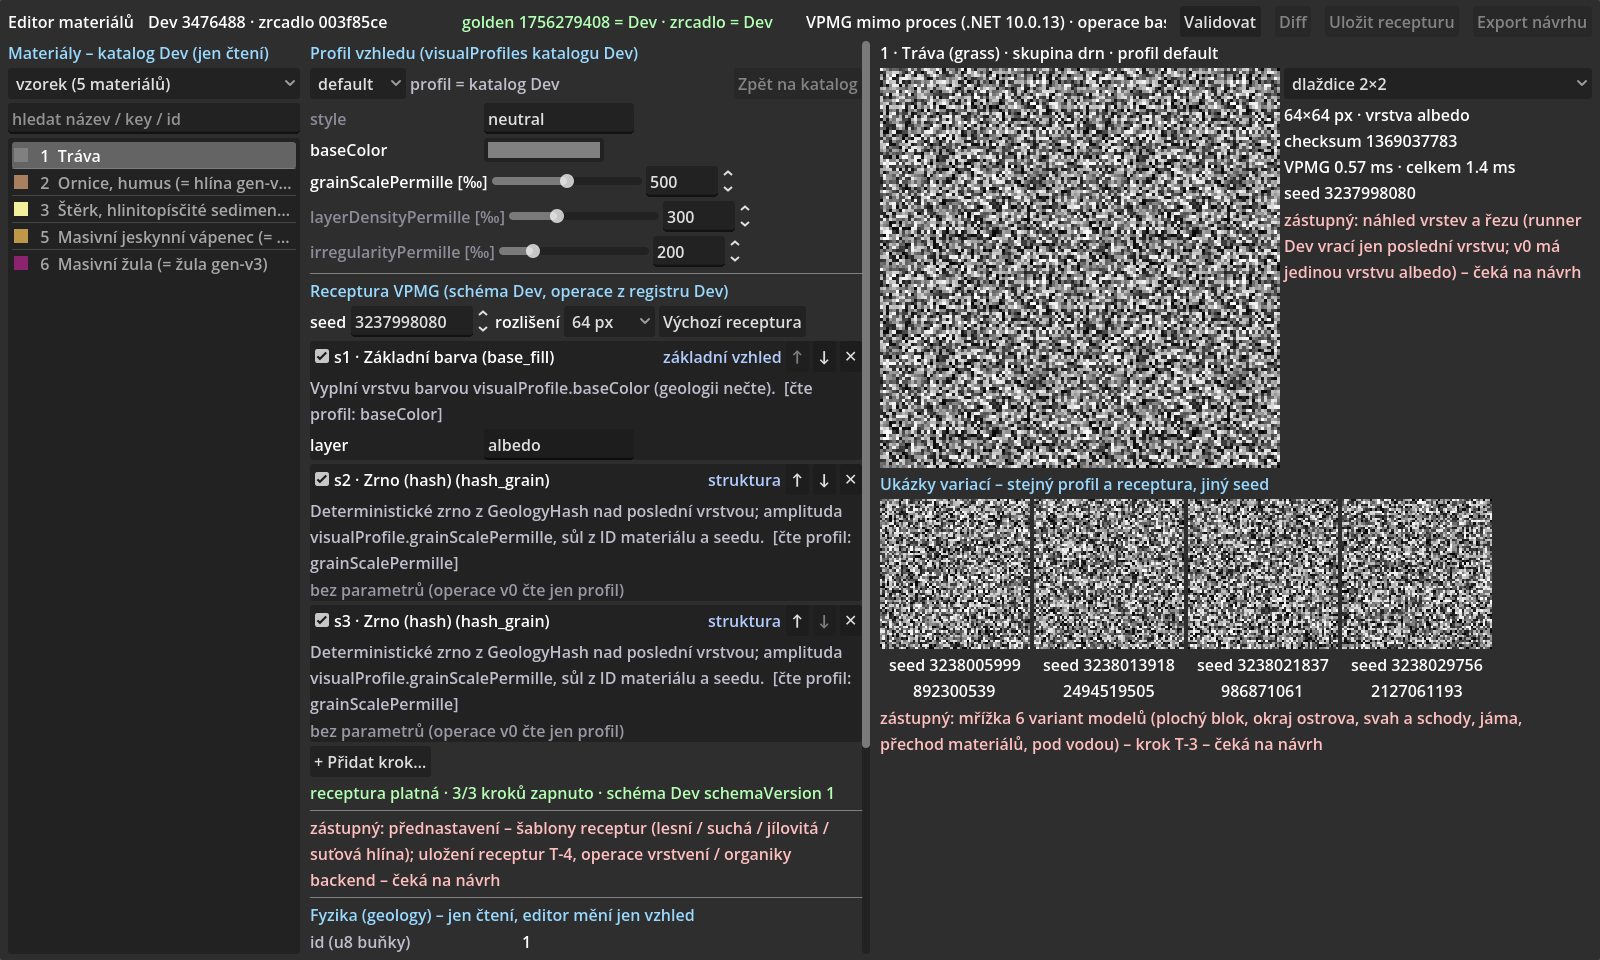 Editor materiálů Dev 3476488 · zrcadlo 003f85ce golden 1756279408 = Dev · zrcadlo = Dev VPMG mimo proces (.NET 10.0.13) · operace Validovat Diff Uložit recepturu Export návrhu
Materiály – katalog Dev (jen čtení)
vzorek (5 materiálů)
hledat název / key / id
1 Tráva
2 Ornice, humus (= hlína gen-v...
3 Štěrk, hlinitopísčité sedimen...
5 Masivní jeskynní vápenec (= ...
6 Masivní žula (= žula gen-v3)
Profil vzhledu (visualProfiles katalogu Dev)
default profil = katalog Dev Zpět na katalog
style neutral
baseColor
grainScalePermille [‰] 500
layerDensityPermille [‰] 300
irregularityPermille [‰] 200
Receptura VPMG (schéma Dev, operace z registru Dev)
seed 3237998080 rozlišení 64 px Výchozí receptura
s1 · Základní barva (base_fill) základní vzhled ↑ ↓ ×
Vyplní vrstvu barvou visualProfile.baseColor (geologii nečte). [čte
profil: baseColor]
layer albedo
s2 · Zrno (hash) (hash_grain) struktura ↑ ↓ ×
Deterministické zrno z GeologyHash nad poslední vrstvou; amplituda
visualProfile.grainScalePermille, sůl z ID materiálu a seedu. [čte profil:
grainScalePermille]
bez parametrů (operace v0 čte jen profil)
s3 · Zrno (hash) (hash_grain) struktura ↑ ↓ ×
Deterministické zrno z GeologyHash nad poslední vrstvou; amplituda
visualProfile.grainScalePermille, sůl z ID materiálu a seedu. [čte profil:
grainScalePermille]
bez parametrů (operace v0 čte jen profil)
+ Přidat krok...
receptura platná · 3/3 kroků zapnuto · schéma Dev schemaVersion 1
zástupný: přednastavení – šablony receptur (lesní / suchá / jílovitá /
suťová hlína); uložení receptur T-4, operace vrstvení / organiky
backend – čeká na návrh
Fyzika (geology) – jen čtení, editor mění jen vzhled
id (u8 buňky) 1
1 · Tráva (grass) · skupina drn · profil default
dlaždice 2×2
64×64 px · vrstva albedo
checksum 1369037783
VPMG 0.57 ms · celkem 1.4 ms
seed 3237998080
zástupný: náhled vrstev a řezu (runner
Dev vrací jen poslední vrstvu; v0 má
jedinou vrstvu albedo) – čeká na návrh
Ukázky variací – stejný profil a receptura, jiný seed
seed 3238005999 seed 3238013918 seed 3238021837 seed 3238029756
892300539 2494519505 986871061 2127061193
zástupný: mřížka 6 variant modelů (plochý blok, okraj ostrova, svah a schody, jáma,
přechod materiálů, pod vodou) – krok T-3 – čeká na návrh